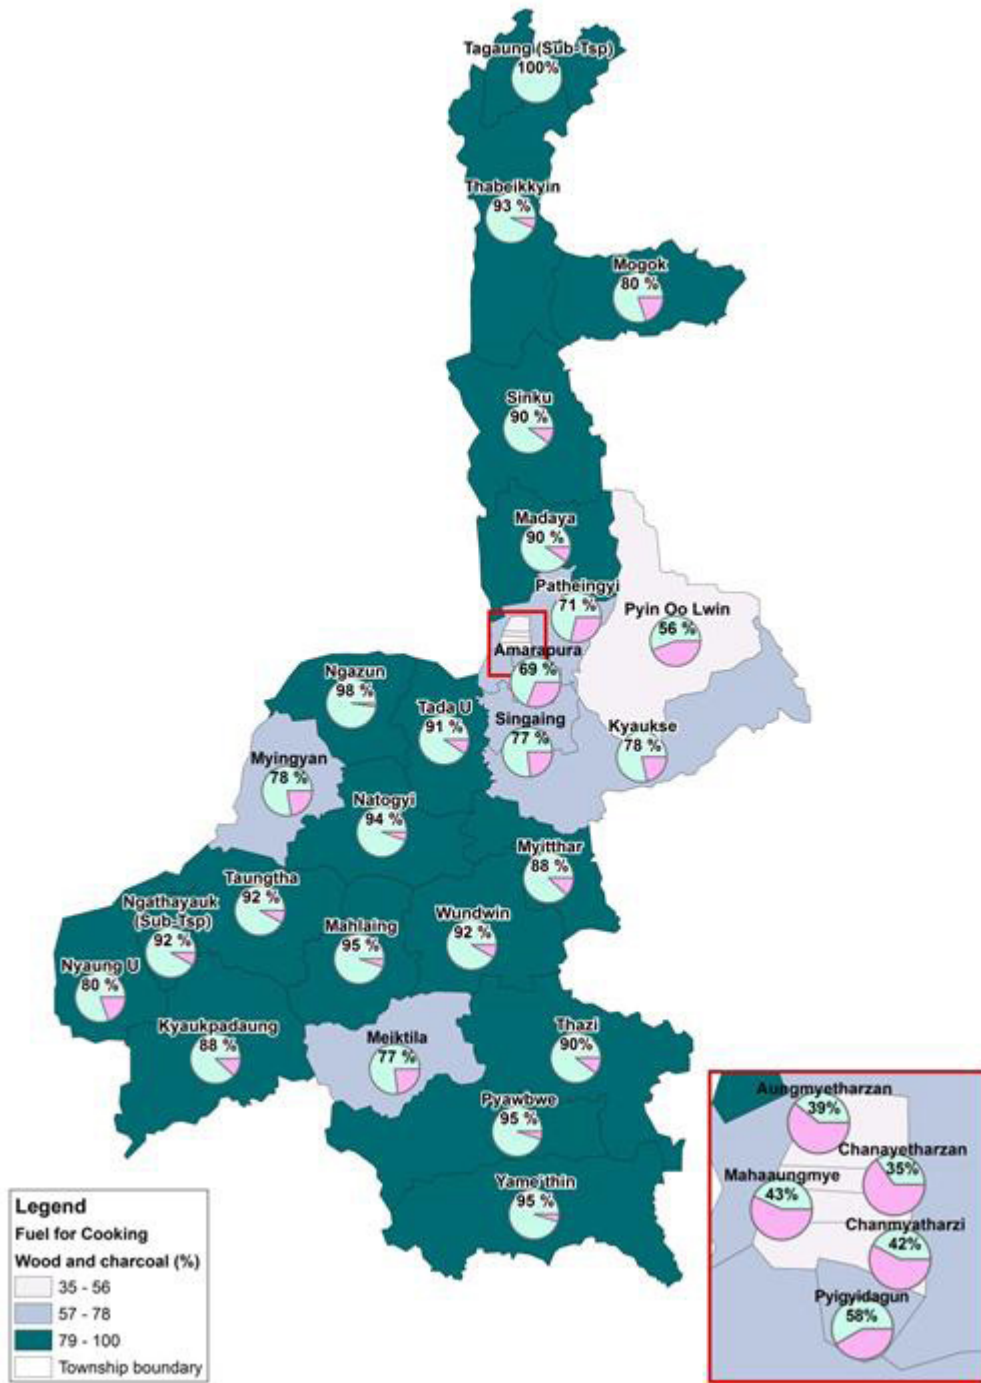 Tagaung (Sub-Tsp)
100%
Thabeikkyin
93 %
Mogok
80 %
Sinku
90 %
Madaya
90 %
Patheingyi
71 %
Pyin Oo Lwin
56 %
Amarapura
69 %
Ngazun
98 %
Tada U
91 %
Singaing
77 %
Kyaukse
78 %
Myingyan
78 %
Natogyi
94 %
Myitthar
88 %
Taungtha
92 %
Ngathayauk
(Sub-Tsp)
92 %
Mahlaing
95 %
Wundwin
92 %
Nyaung U
80 %
Kyaukpadaung
88 %
Meiktila
77 %
Thazi
90%
Pyawbwe
95 %
Yame'thin
95 %
Aungmyetharzan
39%
Chanayetharzan
35%
Mahaaungmye
43%
Chanmyatharzi
42%
Pyigyidagun
58%
Legend
Fuel for Cooking
Wood and charcoal (%)
35 - 56
57 - 78
79 - 100
Township boundary